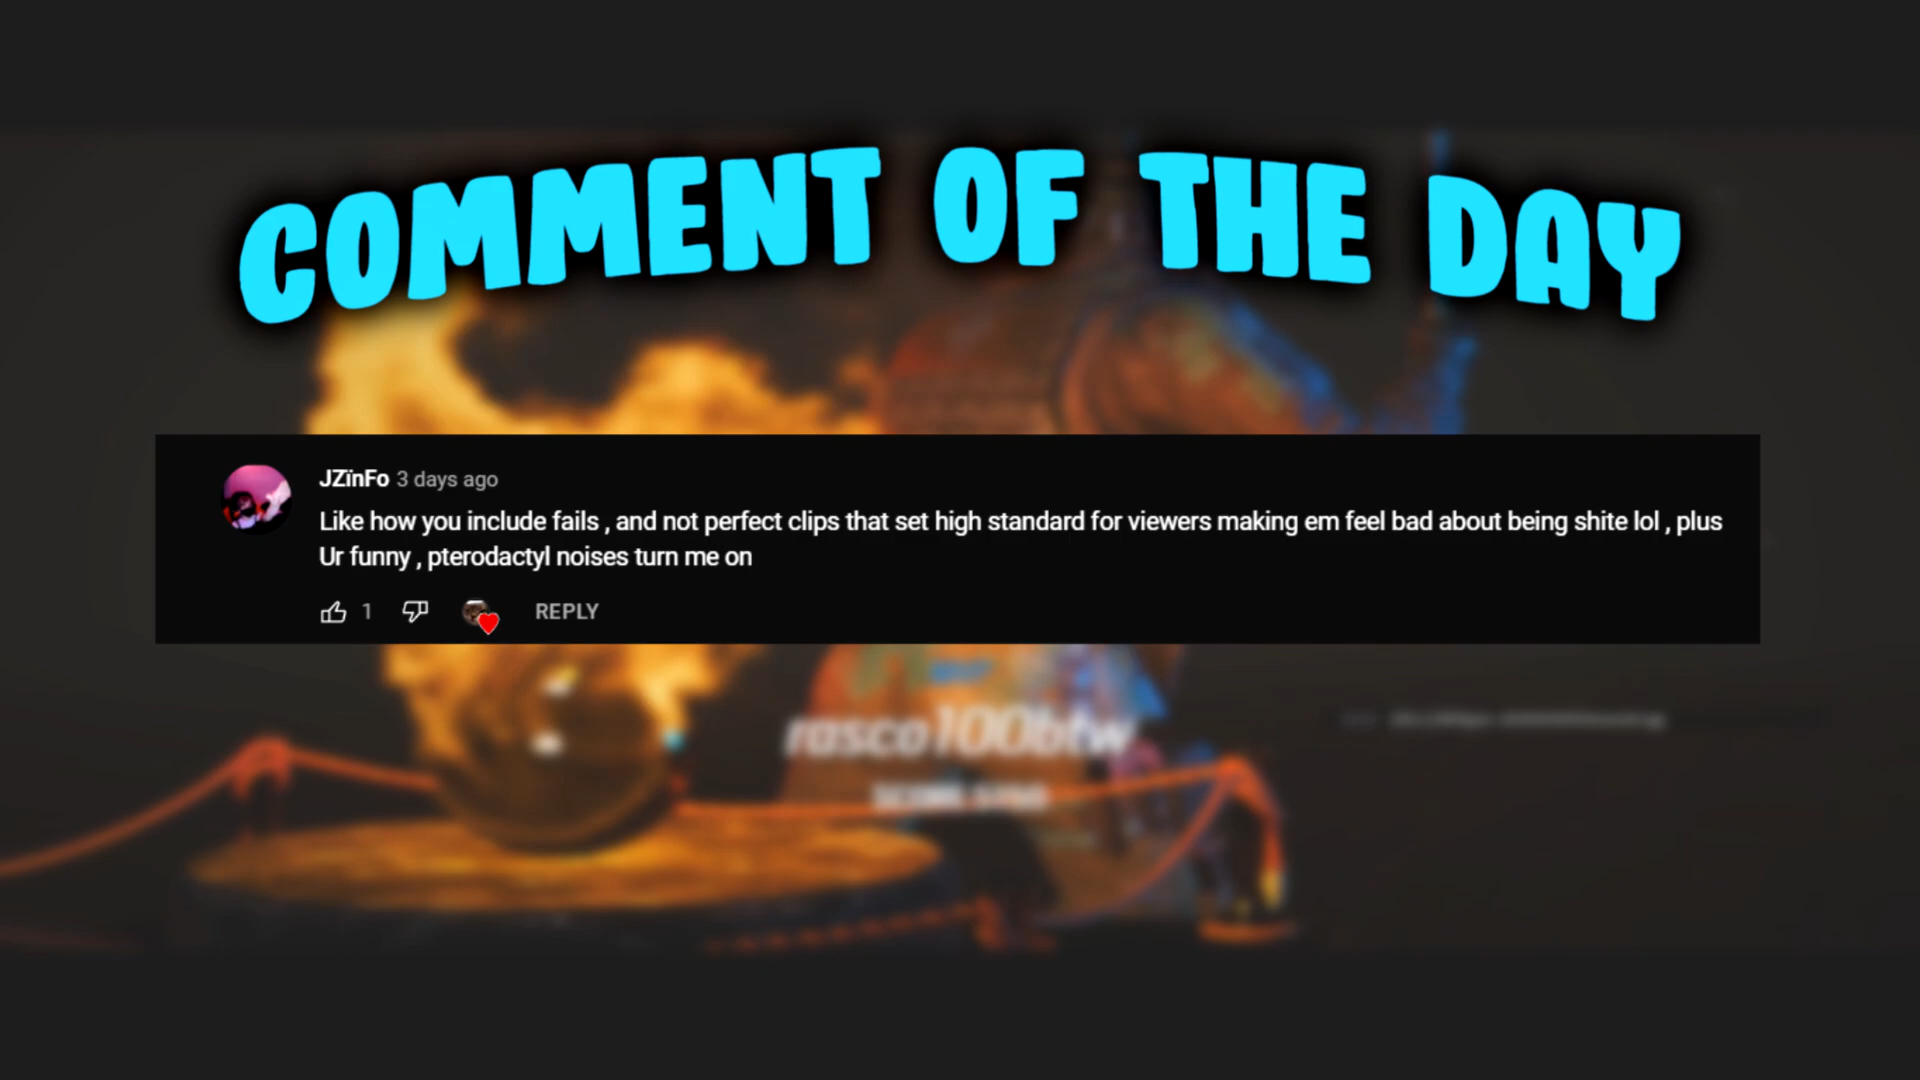 COMMENT OF THE DAY
JZïnFo 3 days ago
Like how you include fails , and not perfect clips that set high standard for viewers making em feel bad about being shite lol , plus
Ur funny , pterodactyl noises turn me on
1 REPLY
rasco100btw